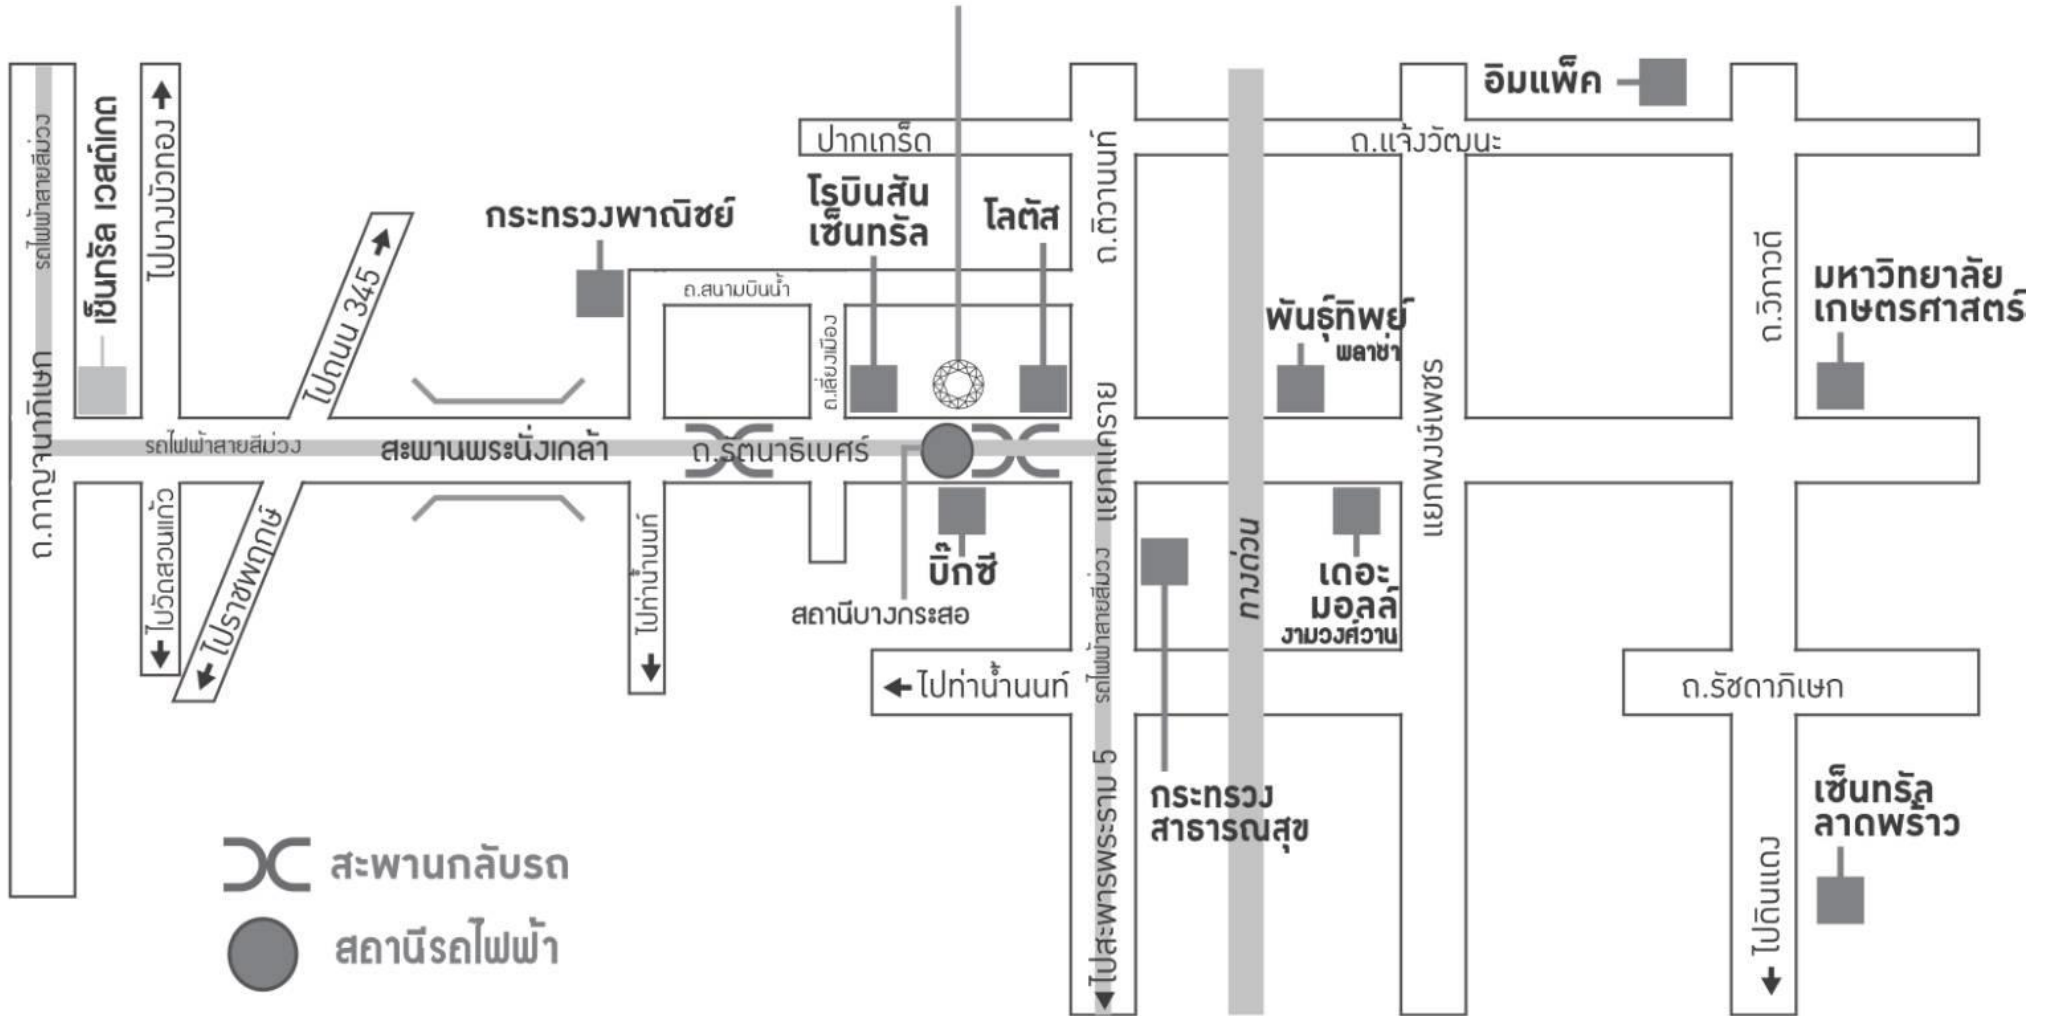 อิมแพ็ค
ปากเกร็ด
ถ.แจ้งวัฒนะ
รถไฟฟ้าสายสีม่วง
เซ็นทรัล เวสต์เกต
ไปบางบัวทอง
ไปถนน 345
กระทรวงพาณิชย์
โรบินสัน
เซ็นทรัล
โลตัส
ถ.ติวานนท์
ถ.สนามบินน้ำ
ถ.เลี่ยงเมือง
พันธุ์ทิพย์
พลาซ่า
ถ.วิภาวดี
มหาวิทยาลัย
เกษตรศาสตร์
ถ.กาญจนาภิเษก
รถไฟฟ้าสายสีม่วง
สะพานพระนั่งเกล้า
ถ.รัตนาธิเบศร์
แยกแคราย
แยกพงษ์เพชร
ทางด่วน
ไปวัดสวนแก้ว
ไปราชพฤกษ์
ไปท่าน้ำนนท์
บิ๊กซี
สถานีบางกระสอ
รถไฟฟ้าสายสีม่วง
เดอะ
มอลล์
งามวงศ์วาน
ไปท่าน้ำนนท์
ถ.รัชดาภิเษก
กระทรวง
สาธารณสุข
ไปสะพานพระราม 5
เซ็นทรัล
ลาดพร้าว
ไปดินแดง
สะพานกลับรถ
สถานีรถไฟฟ้า